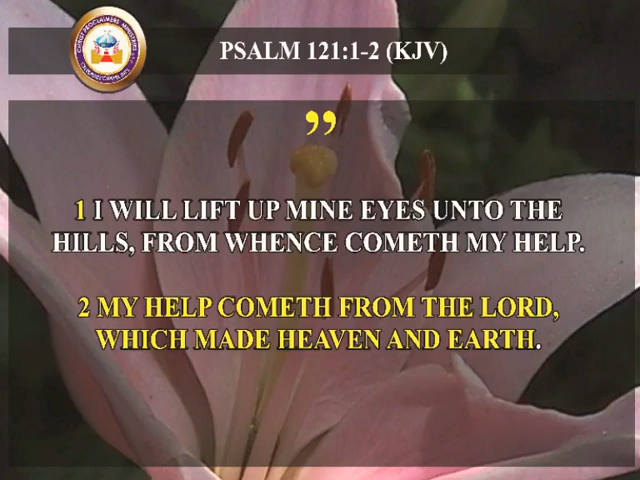 PSALM 121:1-2 (KJV)
”
1 I WILL LIFT UP MINE EYES UNTO THE
HILLS, FROM WHENCE COMETH MY HELP.
2 MY HELP COMETH FROM THE LORD,
WHICH MADE HEAVEN AND EARTH.